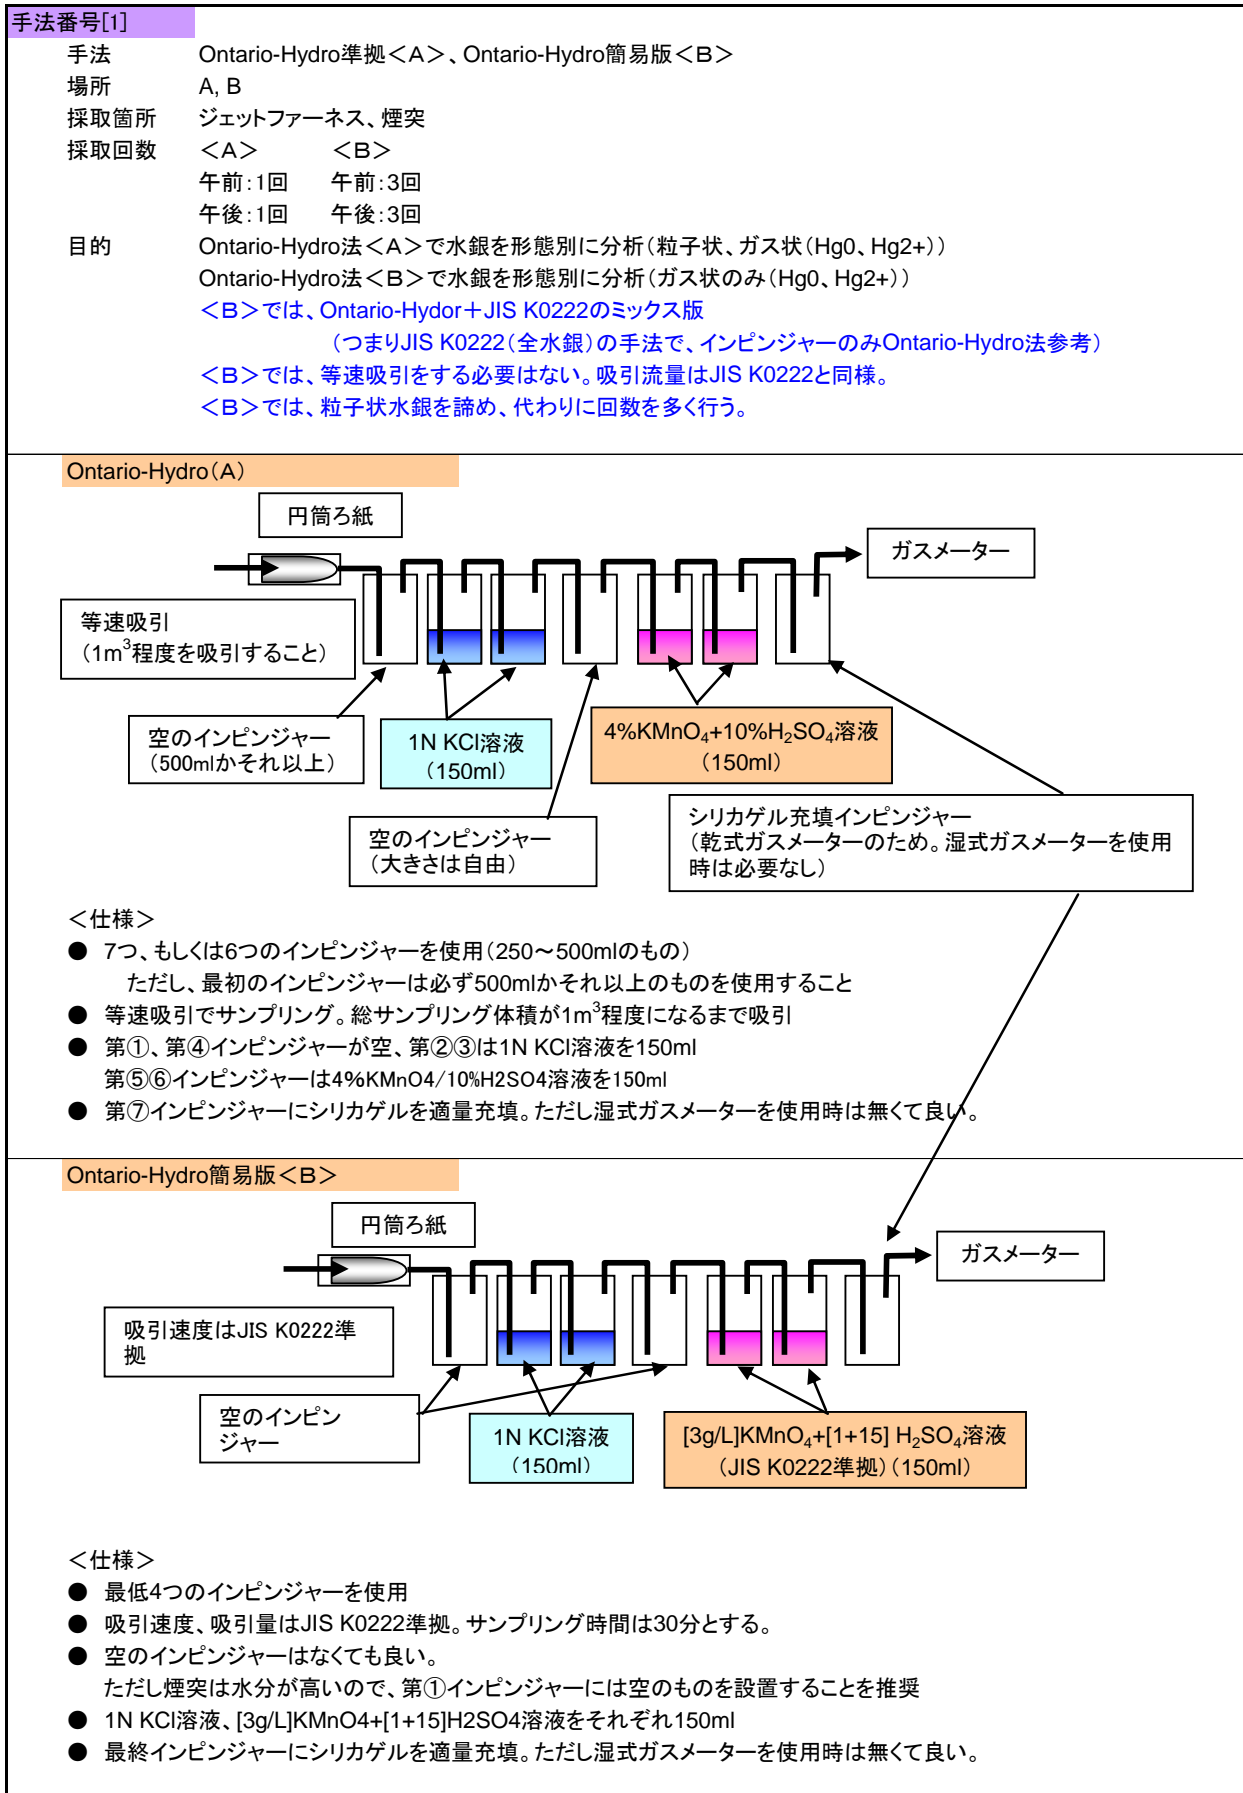 手法番号[1]
手法 Ontario-Hydro準拠＜A＞、Ontario-Hydro簡易版＜B＞
場所 A, B
採取箇所 ジェットファーネス、煙突
採取回数 ＜A＞ ＜B＞
午前：1回 午前：3回
午後：1回 午後：3回
目的 Ontario-Hydro法＜A＞で水銀を形態別に分析（粒子状、ガス状（Hg0、Hg2+））
Ontario-Hydro法＜B＞で水銀を形態別に分析（ガス状のみ（Hg0、Hg2+））
＜B＞では、Ontario-Hydor＋JIS K0222のミックス版
（つまりJIS K0222（全水銀）の手法で、インピンジャーのみOntario-Hydro法参考）
＜B＞では、等速吸引をする必要はない。吸引流量はJIS K0222と同様。
＜B＞では、粒子状水銀を諦め、代わりに回数を多く行う。
Ontario-Hydro（A）
円筒ろ紙
ガスメーター
等速吸引
（1m³程度を吸引すること）
空のインピンジャー
（500mlかそれ以上）
1N KCl溶液
（150ml）
4%KMnO₄+10%H₂SO₄溶液
（150ml）
空のインピンジャー
（大きさは自由）
シリカゲル充填インピンジャー
（乾式ガスメーターのため。湿式ガスメーターを使用
時は必要なし）
＜仕様＞
● 7つ、もしくは6つのインピンジャーを使用（250～500mlのもの）
ただし、最初のインピンジャーは必ず500mlかそれ以上のものを使用すること
● 等速吸引でサンプリング。総サンプリング体積が1m³程度になるまで吸引
● 第①、第④インピンジャーが空、第②③は1N KCl溶液を150ml
第⑤⑥インピンジャーは4%KMnO4/10%H2SO4溶液を150ml
● 第⑦インピンジャーにシリカゲルを適量充填。ただし湿式ガスメーターを使用時は無くて良い。
Ontario-Hydro簡易版＜B＞
円筒ろ紙
ガスメーター
吸引速度はJIS K0222準
拠
空のインピン
ジャー
1N KCl溶液
（150ml）
[3g/L]KMnO₄+[1+15] H₂SO₄溶液
（JIS K0222準拠）（150ml）
＜仕様＞
● 最低4つのインピンジャーを使用
● 吸引速度、吸引量はJIS K0222準拠。サンプリング時間は30分とする。
● 空のインピンジャーはなくても良い。
ただし煙突は水分が高いので、第①インピンジャーには空のものを設置することを推奨
● 1N KCl溶液、[3g/L]KMnO4+[1+15]H2SO4溶液をそれぞれ150ml
● 最終インピンジャーにシリカゲルを適量充填。ただし湿式ガスメーターを使用時は無くて良い。